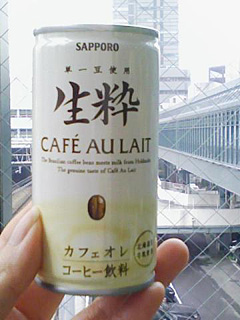 SAPPORO
単一豆使用
生粋
CAFÉ AU LAIT
The Brazilian coffee bean meets milk from Hokkaido.
The genuine taste of Café Au Lait
カフェオレ
コーヒー飲料